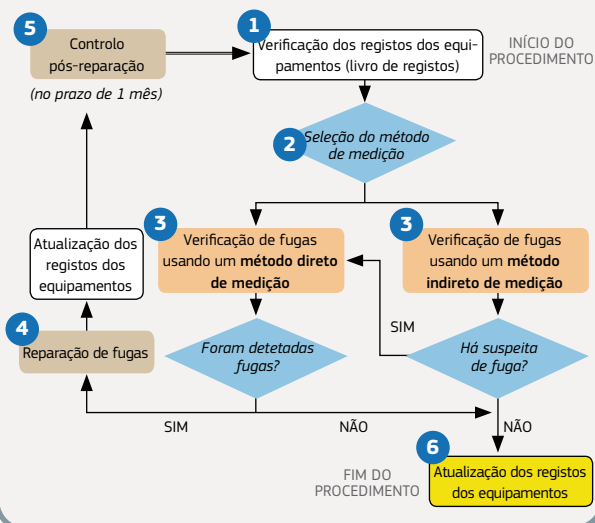 5
Controlo
pós-reparação
(no prazo de 1 mês)
1
Verificação dos registos dos equi-
pamentos (livro de registos)
INÍCIO DO
PROCEDIMENTO
2
Seleção do método
de medição
3
Verificação de fugas
usando um método direto
de medição
3
Verificação de fugas
usando um método
indireto de medição
Atualização dos
registos dos
equipamentos
4
Reparação de fugas
Foram detetadas
fugas?
SIM
Há suspeita
de fuga?
SIM
NÃO
NÃO
FIM DO
PROCEDIMENTO
6
Atualização dos registos
dos equipamentos